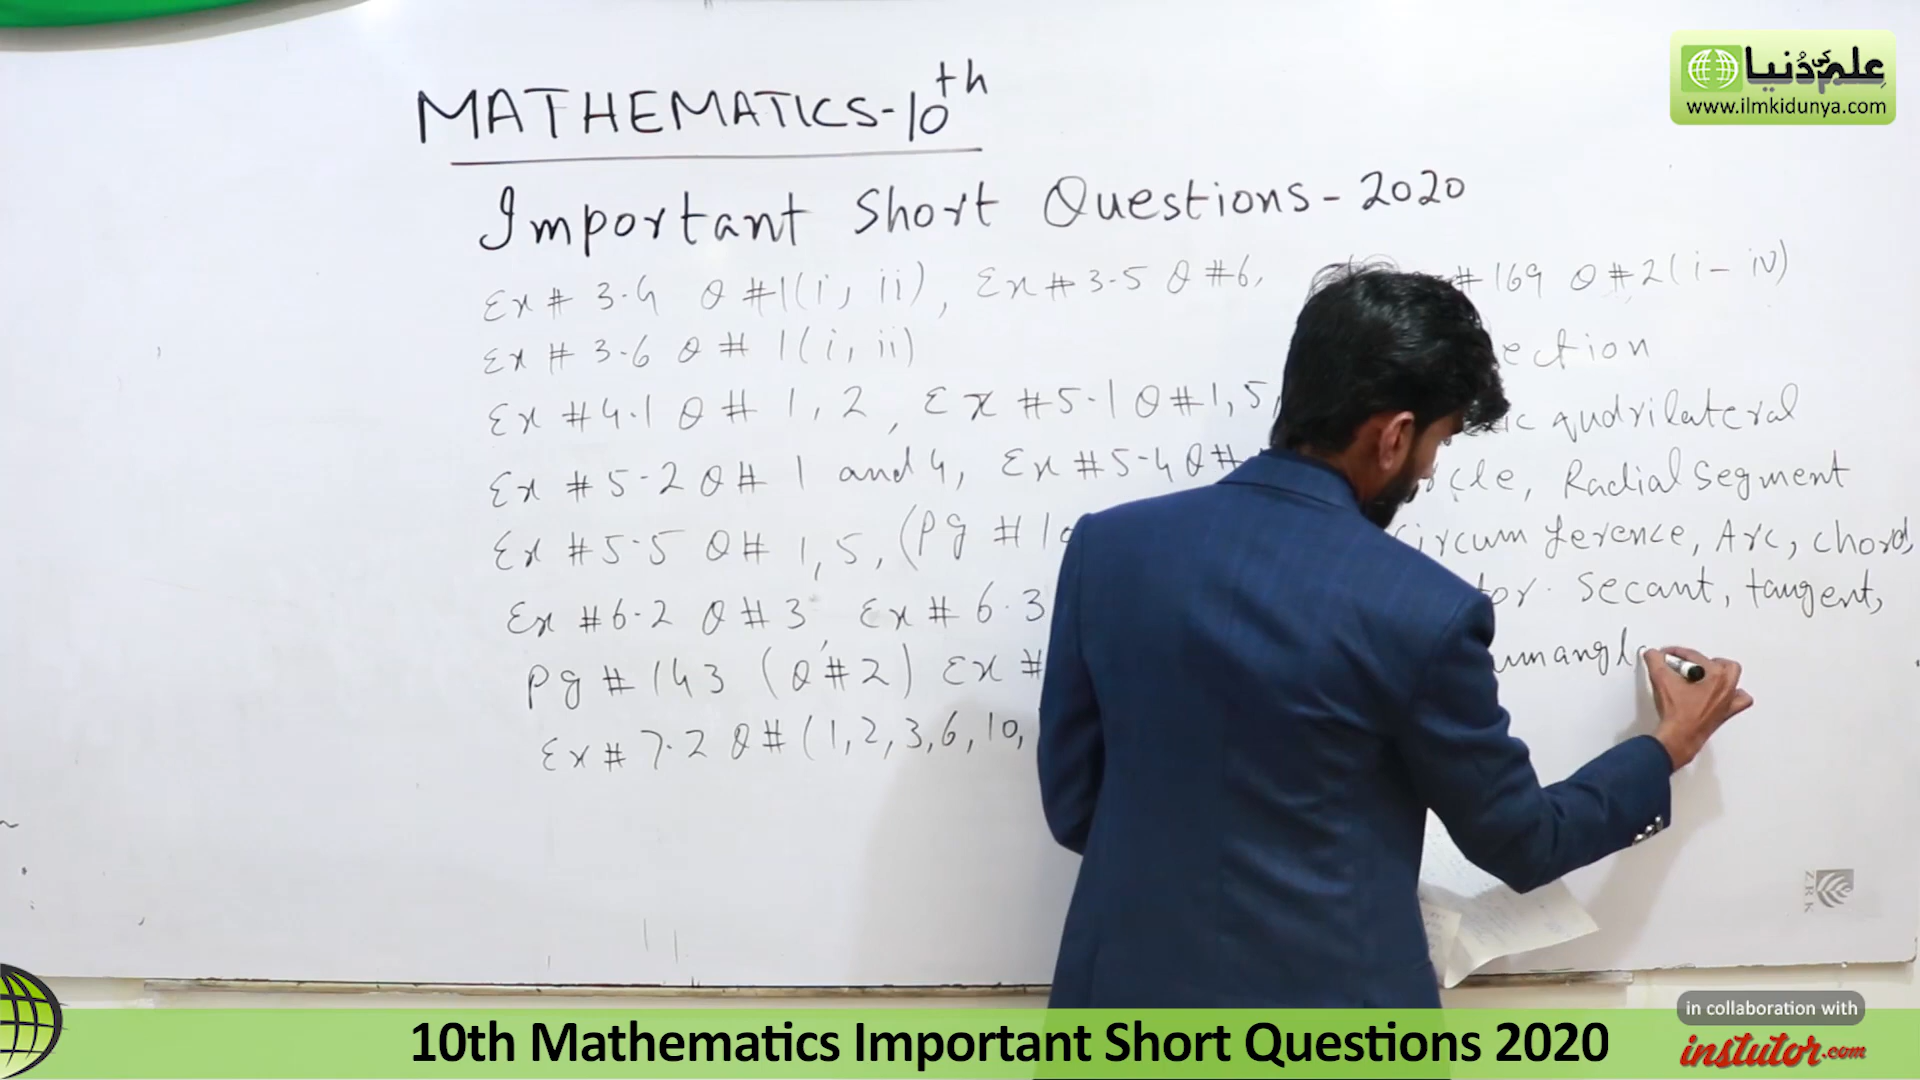 علم کی دُنیا
www.ilmkidunya.com
MATHEMATICS-10th
Important Short Questions-2020
Ex # 3.4 Q #1(i, ii), Ex # 3.5 Q #6, #169 Q #2(i-iv)
Ex # 3.6 Q # 1(i, ii)
Ex #4.1 Q # 1,2, Ex #5.1 Q #1,5, qudrilateral
Ex #5.2 Q # 1 and 4, Ex #5.4 Q# Radial segment
Ex #5.5 Q # 1,5, (Pg # Circumference, Arc, chord,
Ex #6.2 Q #3, Ex # 6.3 Secant, tangent,
Pg #143 (Q #2) Ex #
Ex # 7.2 Q # (1,2,3,6,10,
ZRK
in collaboration with
instutor.com
10th Mathematics Important Short Questions 2020